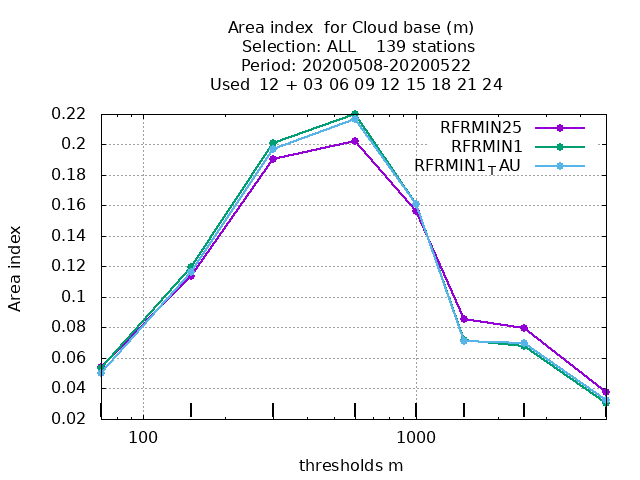 Area index  for Cloud base (m)
Selection: ALL    139 stations
Period: 20200508-20200522
Used  12 + 03 06 09 12 15 18 21 24
0.22
0.2
0.18
0.16
0.14
0.12
0.1
0.08
0.06
0.04
0.02
Area index
RFRMIN25
RFRMIN1
RFRMIN1TAU
100
1000
thresholds m